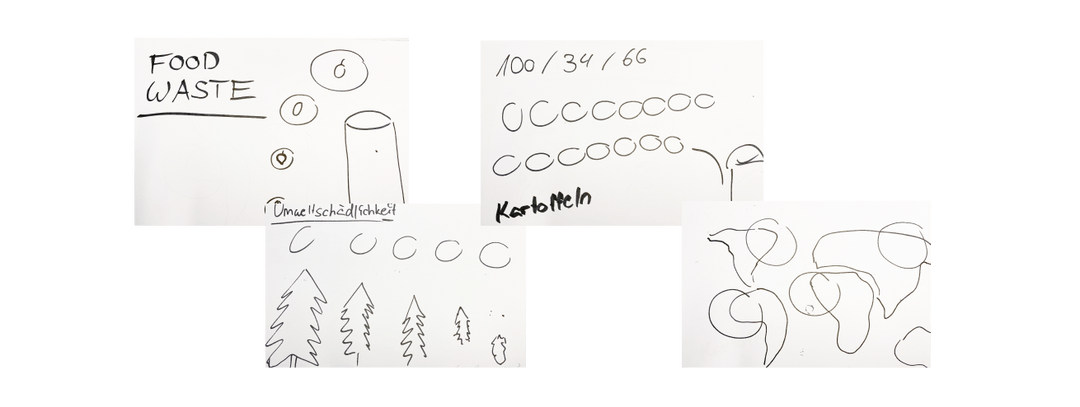 FOOD
WASTE
100 / 34 / 66
Kartoffeln
Umweltschädlichkeit